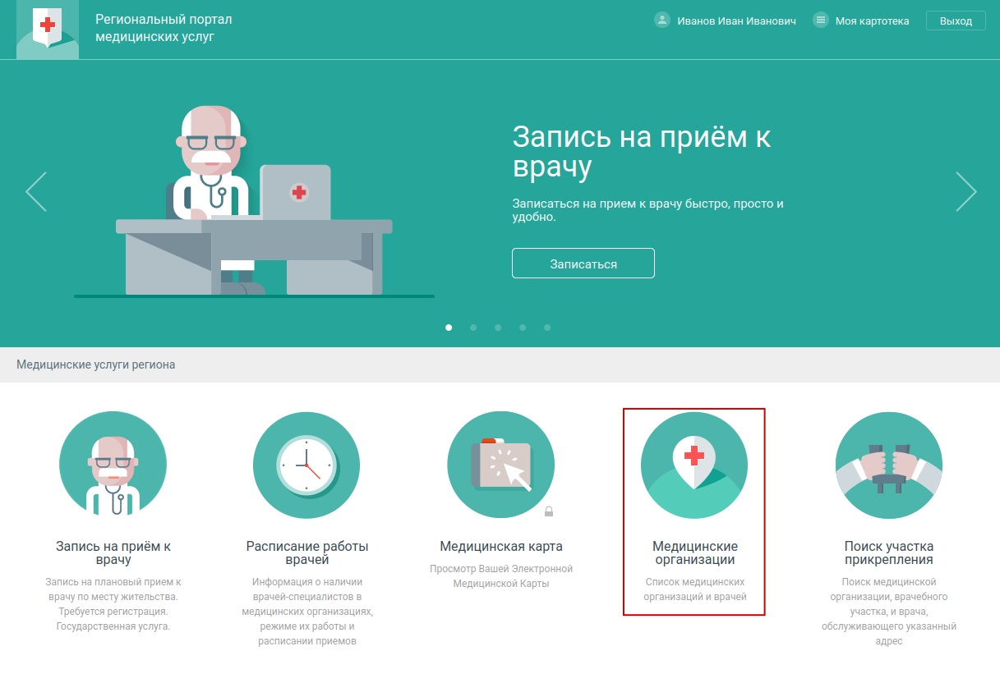 Региональный портал
медицинских услуг
Иванов Иван Иванович
Моя картотека
Выход
Запись на приём к
врачу
Записаться на прием к врачу быстро, просто и
удобно.
Записаться
Медицинские услуги региона
Запись на приём к
врачу
Запись на плановый прием к
врачу по месту жительства.
Требуется регистрация.
Государственная услуга.
Расписание работы
врачей
Информация о наличии
врачей-специалистов в
медицинских организациях,
режиме их работы и
расписании приемов
Медицинская карта
Просмотр Вашей Электронной
Медицинской Карты
Медицинские
организации
Список медицинских
организаций и врачей
Поиск участка
прикрепления
Поиск медицинской
организации, врачебного
участка, и врача,
обслуживающего указанный
адрес